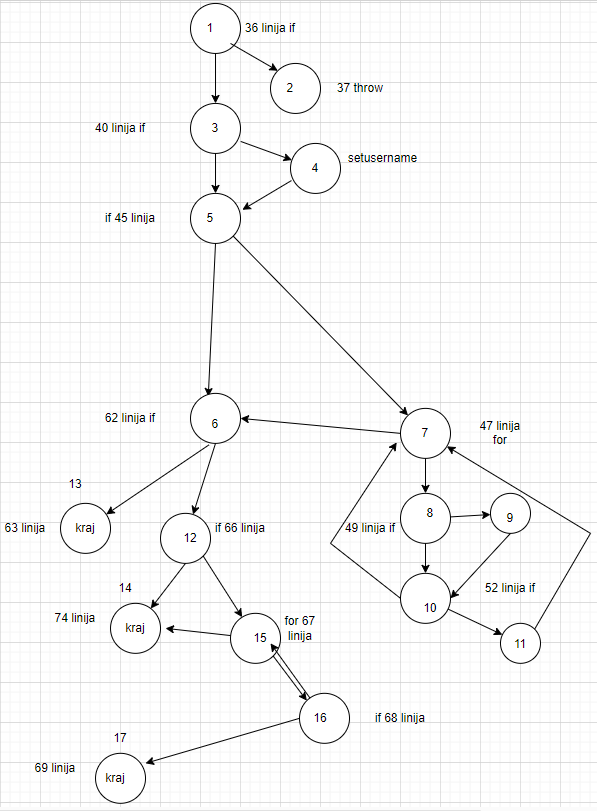 1
36 linija if
2
37 throw
40 linija if
3
4
setusername
if 45 linija
5
62 linija if
6
7
47 linija
for
13
63 linija
kraj
12
if 66 linija
49 linija if
8
9
14
74 linija
kraj
10
52 linija if
15
for 67
linija
11
16
if 68 linija
17
69 linija
kraj